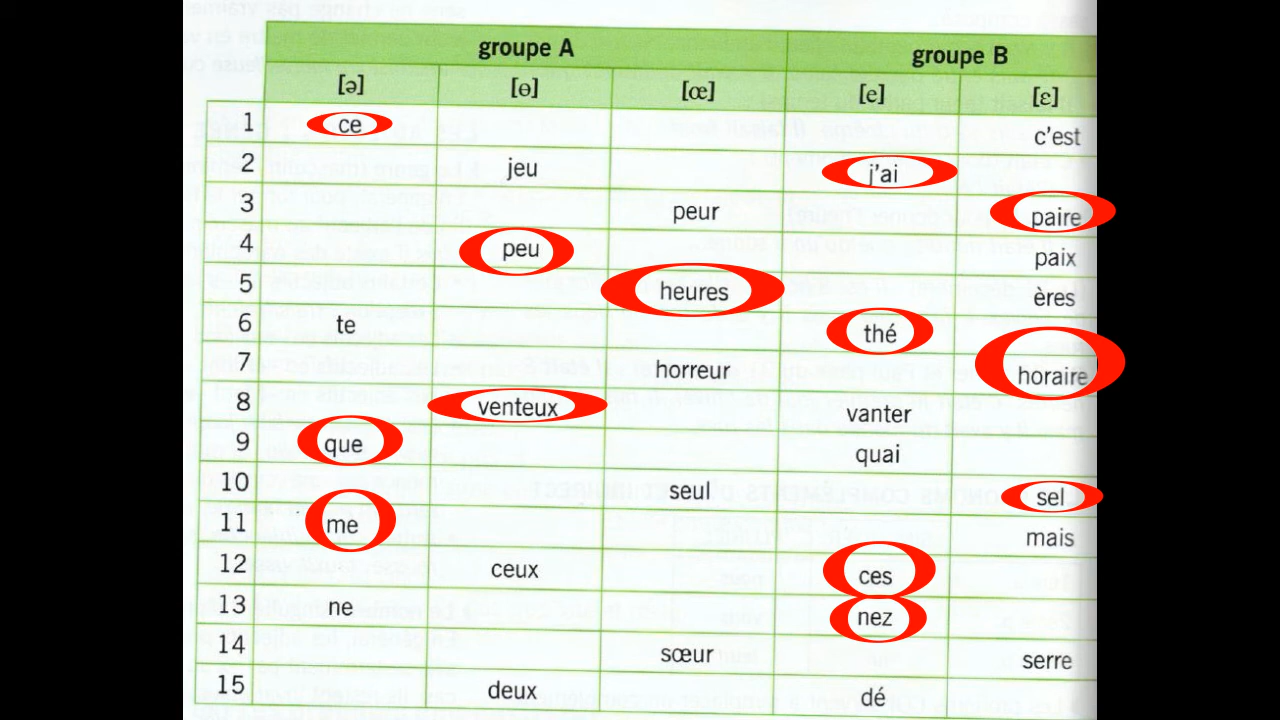 groupe A groupe B
[ə] [ɵ] [œ] [e] [ɛ]
1 ce c'est
2 jeu j'ai
3 peur paire
4 peu paix
5 heures ères
6 te thé
7 horreur horaire
8 venteux vanter
9 que quai
10 seul sel
11 me mais
12 ceux ces
13 ne nez
14 sœur serre
15 deux dé